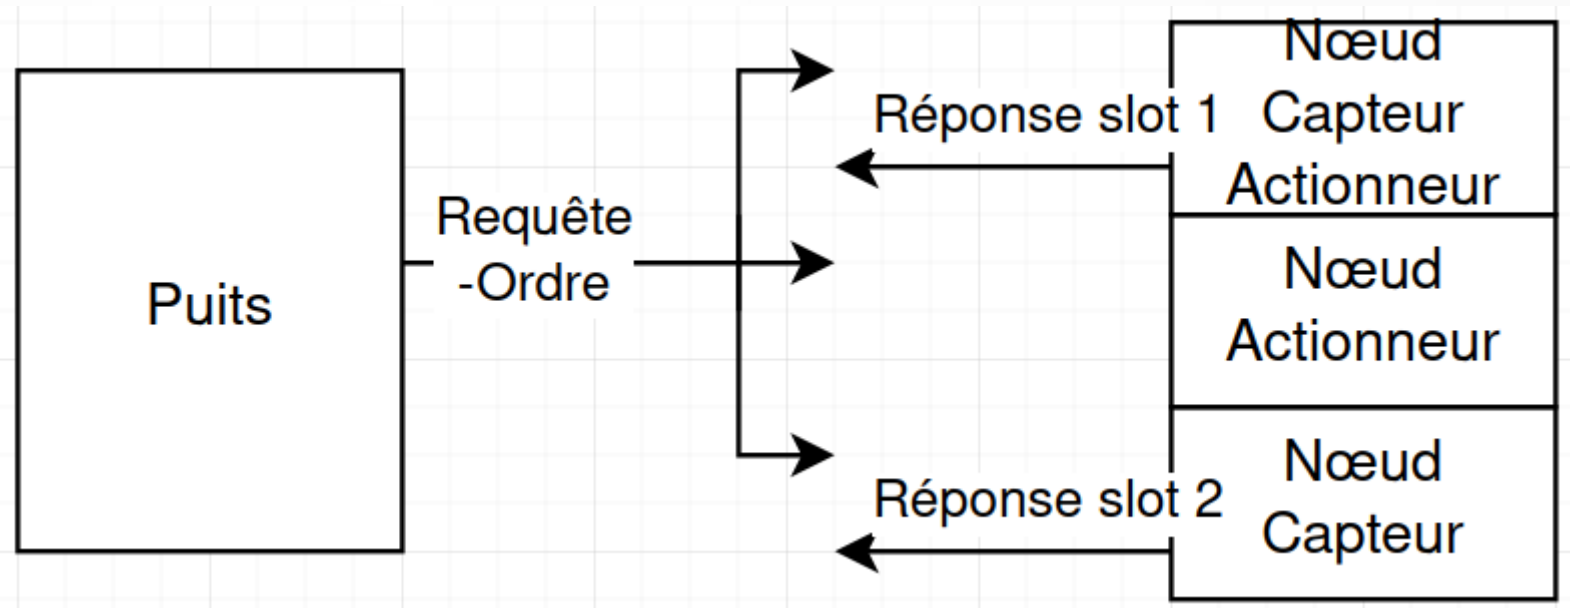 Puits
Requête
-Ordre
Réponse slot 1
Réponse slot 2
Nœud
Capteur
Actionneur
Nœud
Actionneur
Nœud
Capteur